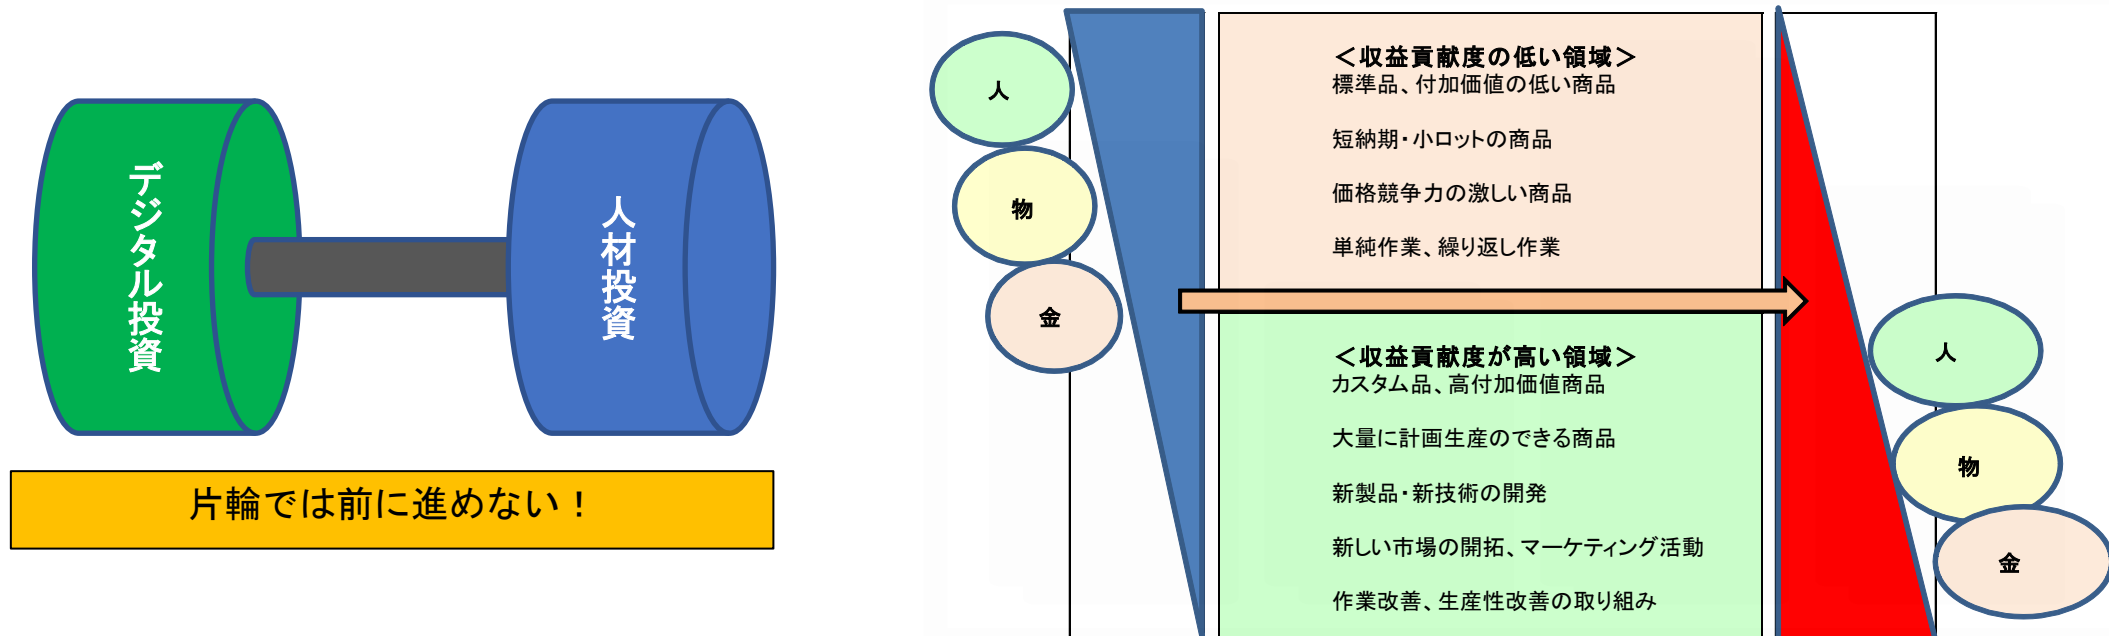 デジタル投資
人材投資
片輪では前に進めない！
人
物
金
＜収益貢献度の低い領域＞
標準品、付加価値の低い商品
短納期・小ロットの商品
価格競争力の激しい商品
単純作業、繰り返し作業
＜収益貢献度が高い領域＞
カスタム品、高付加価値商品
大量に計画生産のできる商品
新製品・新技術の開発
新しい市場の開拓、マーケティング活動
作業改善、生産性改善の取り組み
人
物
金